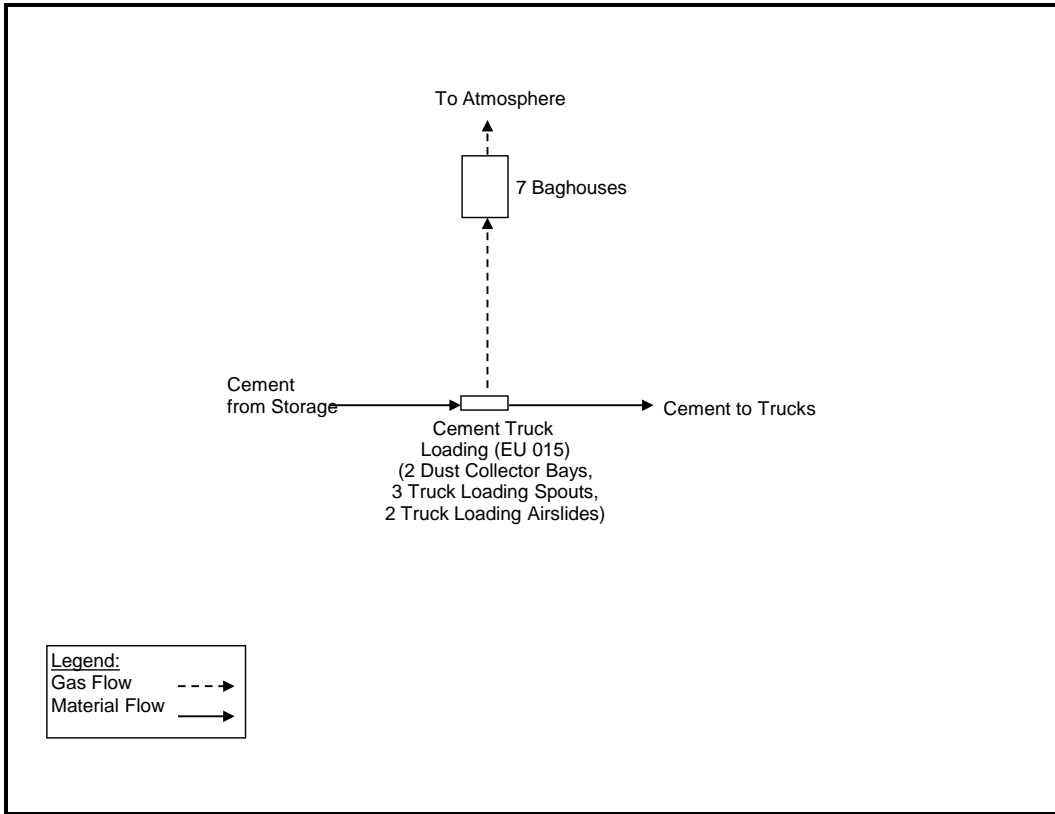 To Atmosphere
7 Baghouses
Cement
from Storage
Cement to Trucks
Cement Truck
Loading (EU 015)
(2 Dust Collector Bays,
3 Truck Loading Spouts,
2 Truck Loading Airslides)
Legend:
Gas Flow
Material Flow